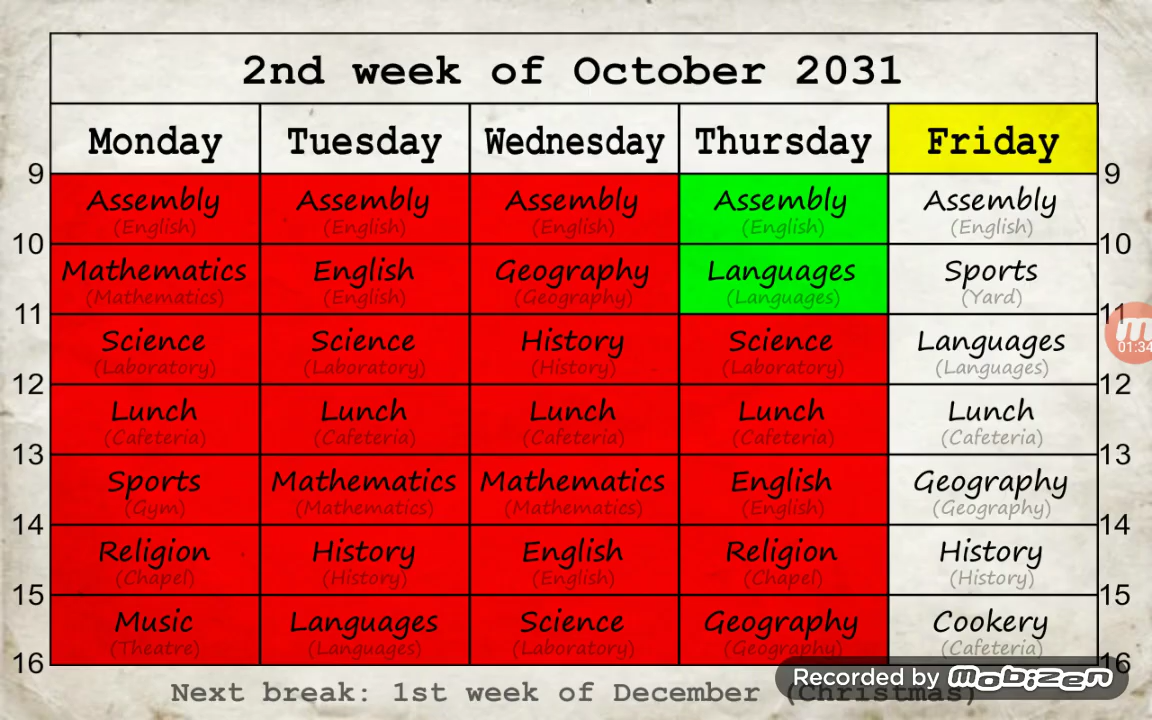 2nd week of October 2031
Monday Tuesday Wednesday Thursday Friday
9 9
Assembly Assembly Assembly Assembly Assembly
(English) (English) (English) (English) (English)
10 10
Mathematics English Geography Languages Sports
(Mathematics) (English) (Geography) (Languages) (Yard)
11 11
Science Science History Science Languages
(Laboratory) (Laboratory) (History) (Laboratory) (Languages)
12 12
Lunch Lunch Lunch Lunch Lunch
(Cafeteria) (Cafeteria) (Cafeteria) (Cafeteria) (Cafeteria)
13 13
Sports Mathematics Mathematics English Geography
(Gym) (Mathematics) (Mathematics) (English) (Geography)
14 14
Religion History English Religion History
(Chapel) (History) (English) (Chapel) (History)
15 15
Music Languages Science Geography Cookery
(Theatre) (Languages) (Laboratory) (Geography) (Cafeteria)
16 16
Next break: 1st week of December (Christmas)
M
01:34
Recorded by Mobizen